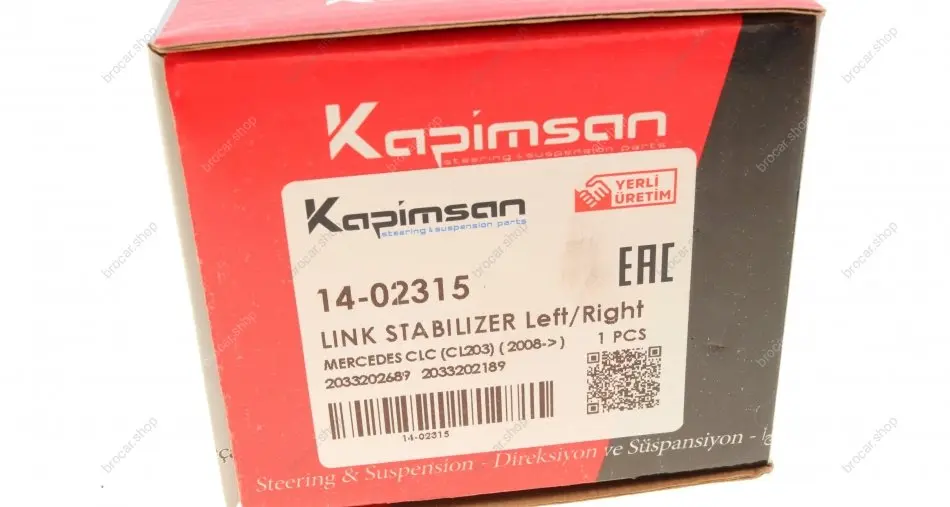 Kapimsan
steering & suspension parts
Kapimsan
steering & suspension parts
YERLİ
ÜRETİM
EAC
14-02315
LINK STABILIZER Left/Right
MERCEDES CLC (CL203) ( 2008-> )
1 PCS
2033202689 2033202189
14-02315
Steering & Suspension - Direksiyon ve Süspansiyon -
brocar.shop